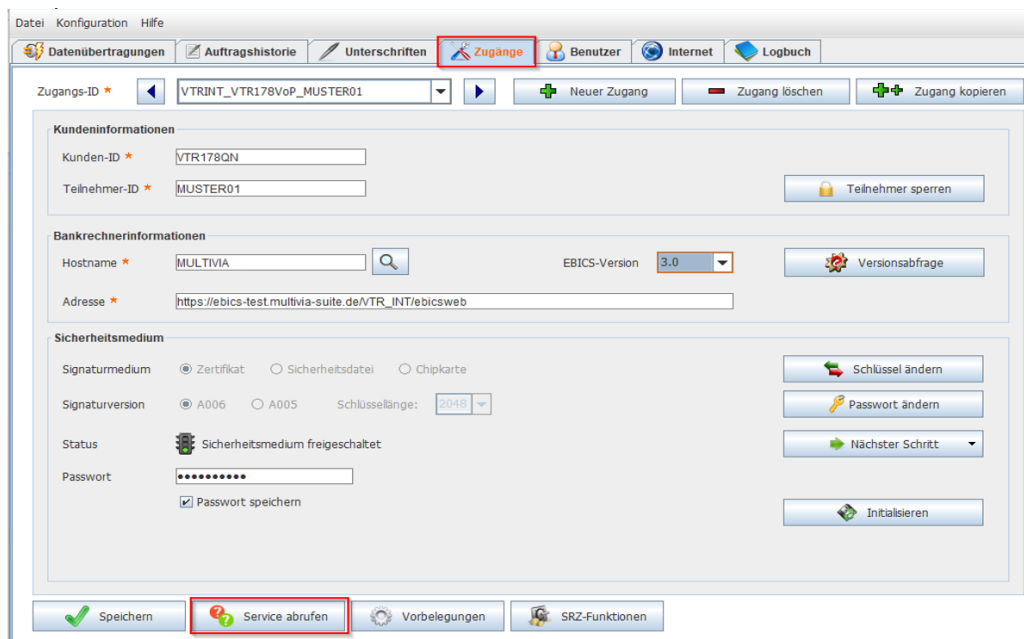 Datei Konfiguration Hilfe
Datenübertragungen Auftragshistorie Unterschriften Zugänge Benutzer Internet Logbuch
Zugangs-ID * VTRINT_VTR178VoP_MUSTER01 Neuer Zugang Zugang löschen Zugang kopieren
Kundeninformationen
Kunden-ID * VTR178QN
Teilnehmer-ID * MUSTER01 Teilnehmer sperren
Bankrechnerinformationen
Hostname * MULTIVIA EBICS-Version 3.0 Versionsabfrage
Adresse * https://ebics-test.multivia-suite.de/VTR_INT/ebicsweb
Sicherheitsmedium
Signaturmedium Zertifikat Sicherheitsdatei Chipkarte Schlüssel ändern
Signaturversion A006 A005 Schlüssellänge: 2048 Passwort ändern
Status Sicherheitsmedium freigeschaltet Nächster Schritt
Passwort ••••••••••
Passwort speichern
Initialisieren
Speichern Service abrufen Vorbelegungen SRZ-Funktionen